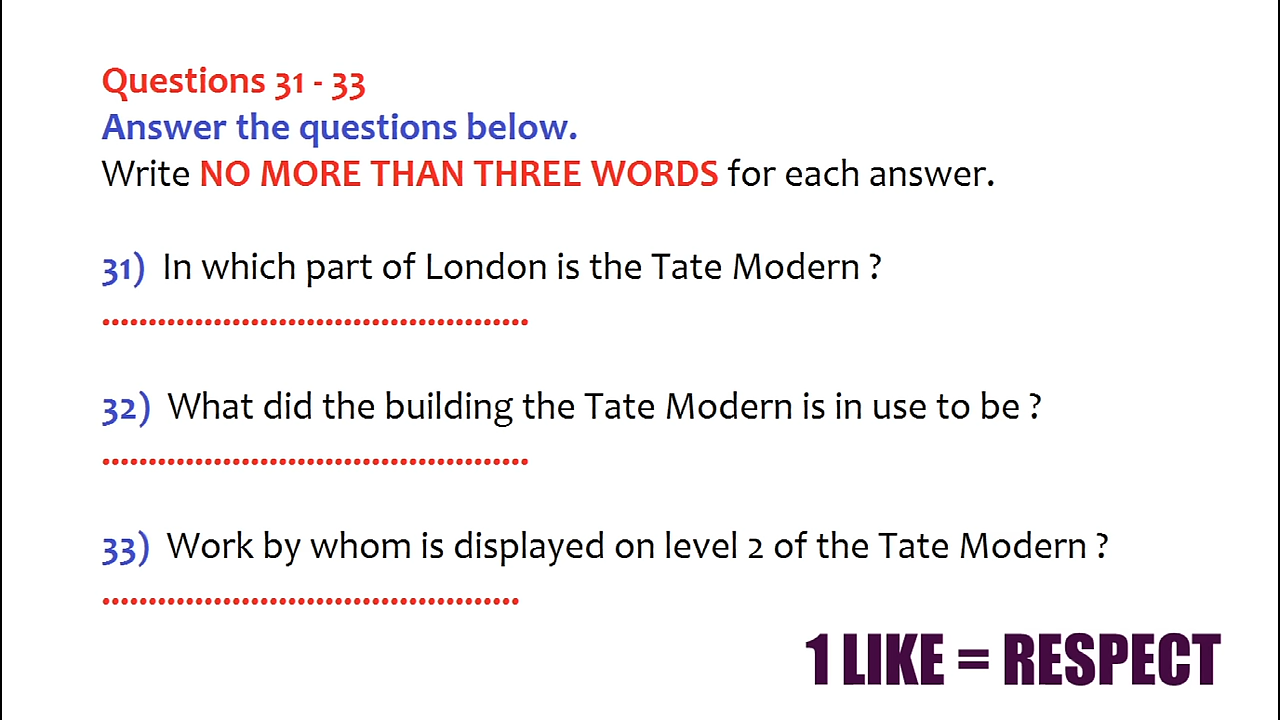 Questions 31 - 33
Answer the questions below.
Write NO MORE THAN THREE WORDS for each answer.
31) In which part of London is the Tate Modern ?
..............................................
32) What did the building the Tate Modern is in use to be ?
..............................................
33) Work by whom is displayed on level 2 of the Tate Modern ?
.............................................
1 LIKE = RESPECT